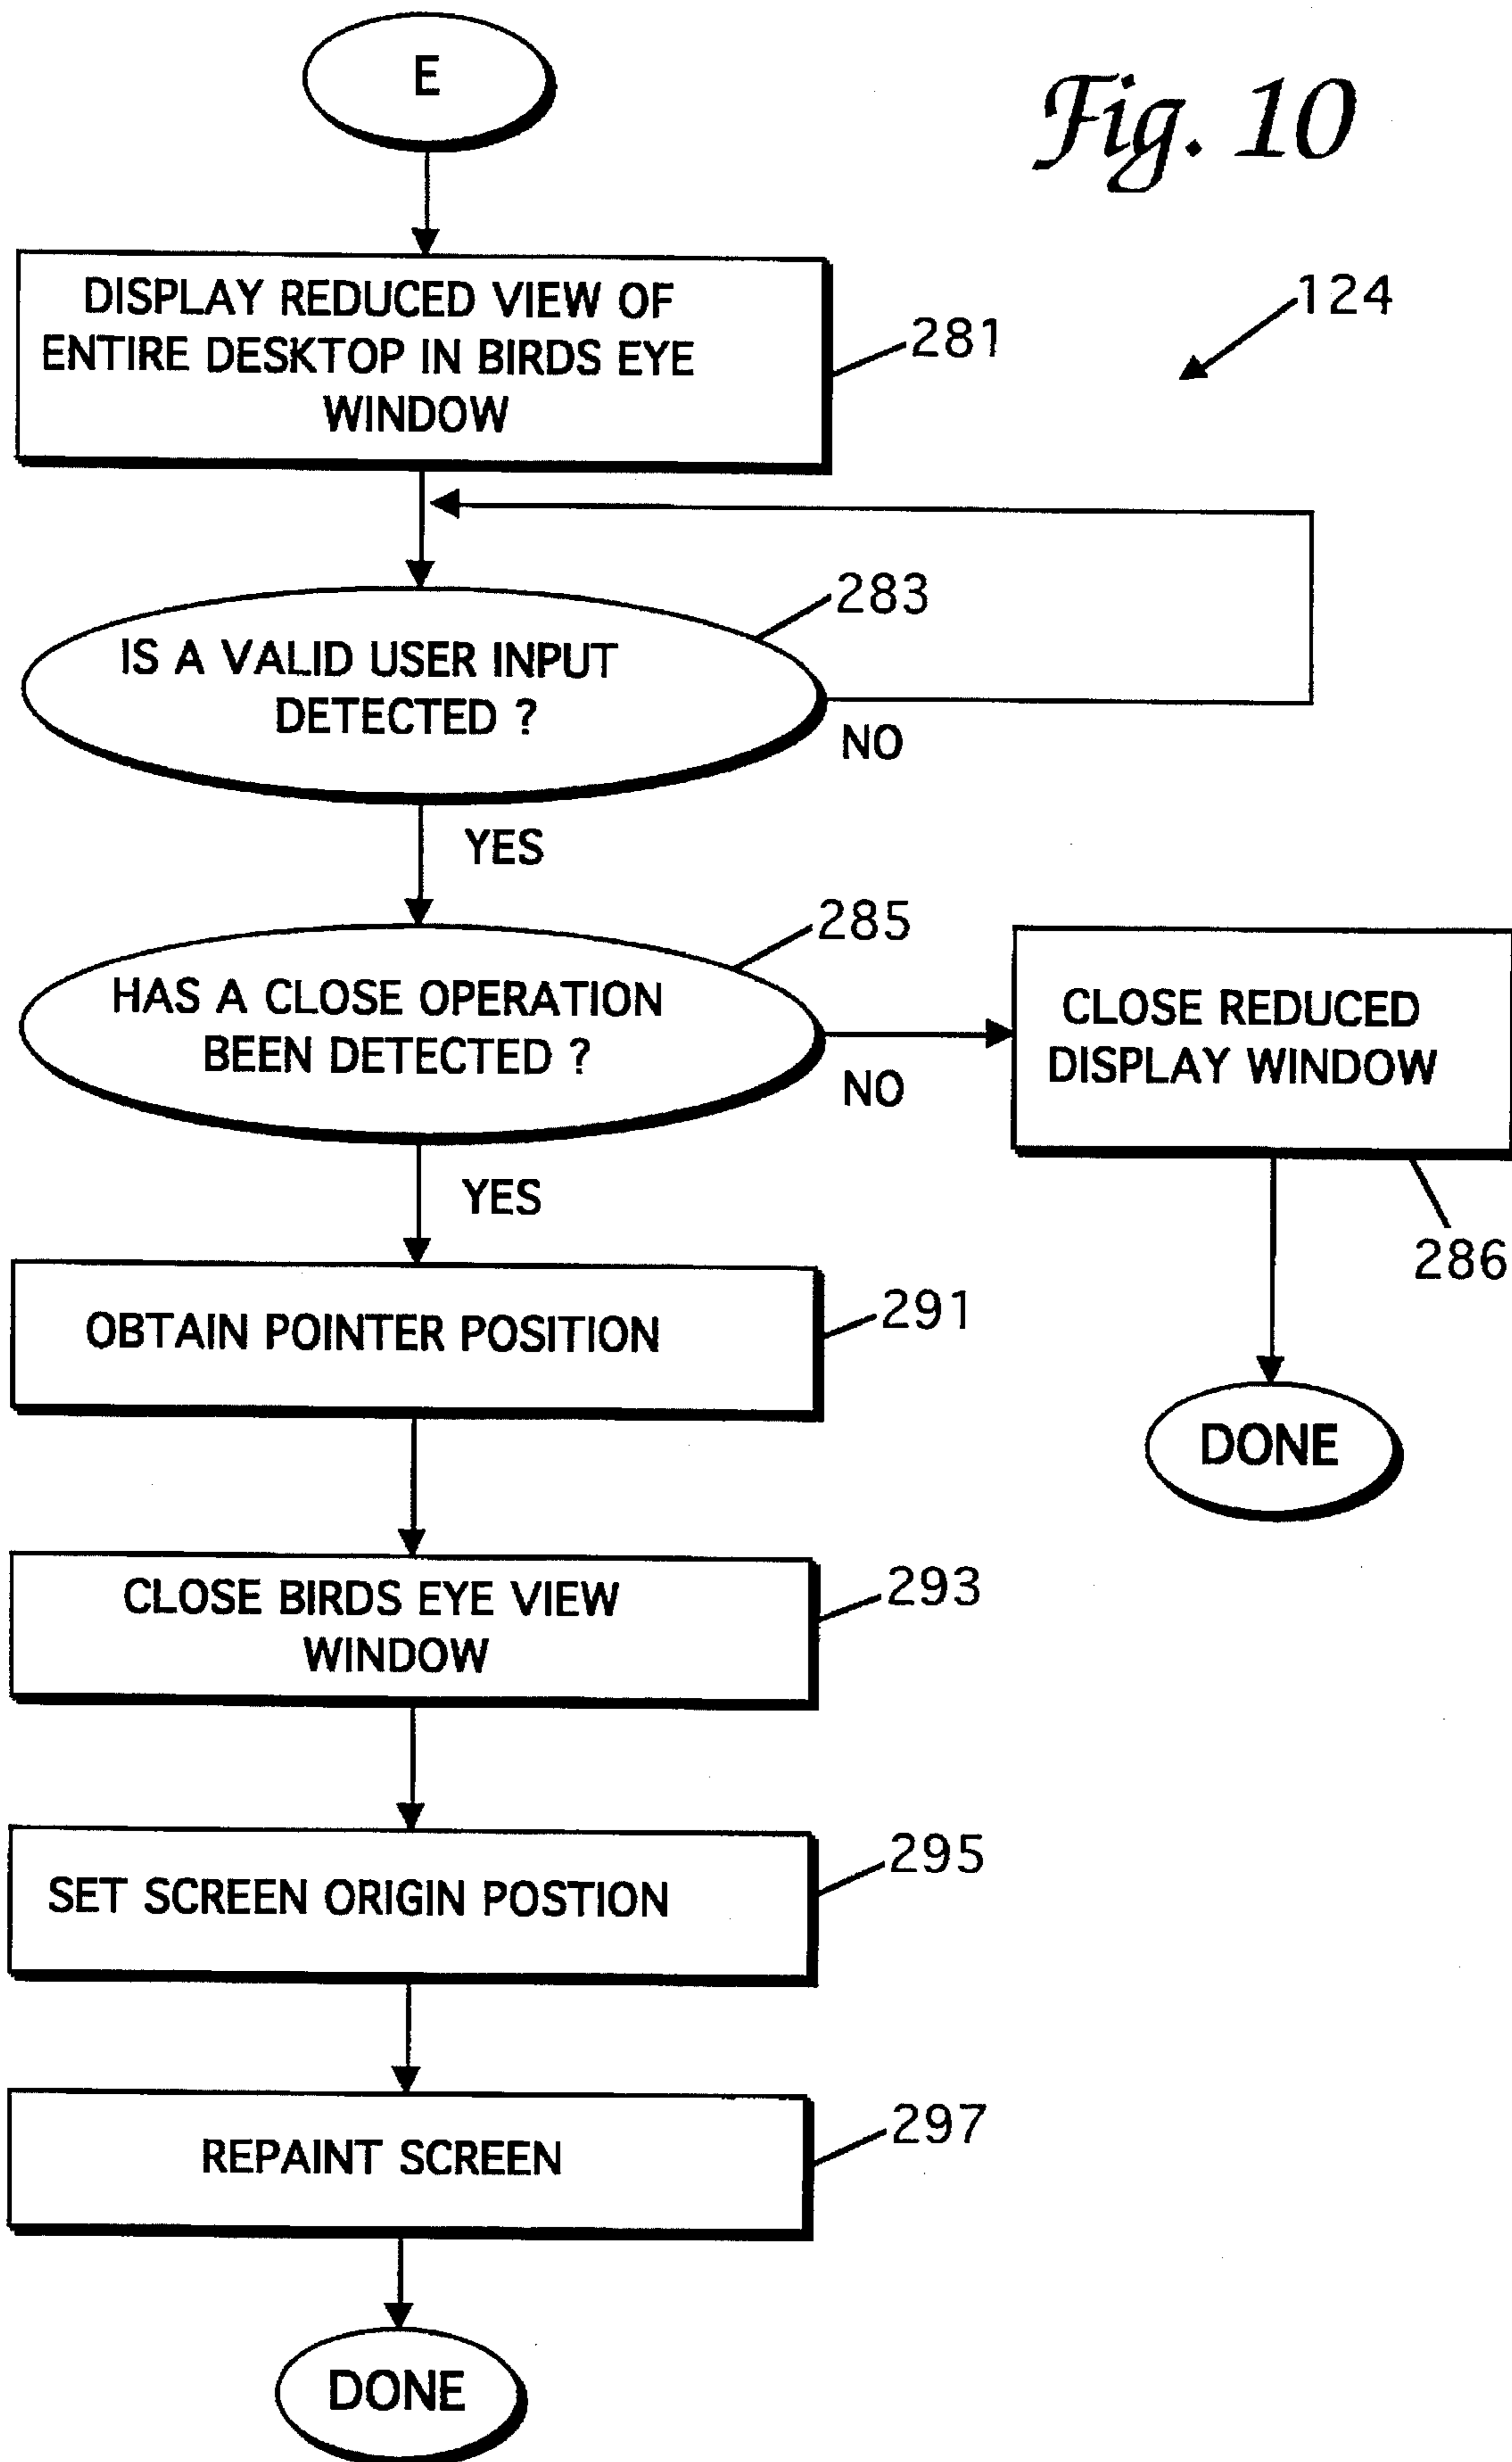 E
Fig. 10
124
DISPLAY REDUCED VIEW OF
ENTIRE DESKTOP IN BIRDS EYE
WINDOW
281
IS A VALID USER INPUT
DETECTED ?
283
NO
YES
HAS A CLOSE OPERATION
BEEN DETECTED ?
285
NO
CLOSE REDUCED
DISPLAY WINDOW
286
DONE
YES
OBTAIN POINTER POSITION
291
CLOSE BIRDS EYE VIEW
WINDOW
293
SET SCREEN ORIGIN POSTION
295
REPAINT SCREEN
297
DONE